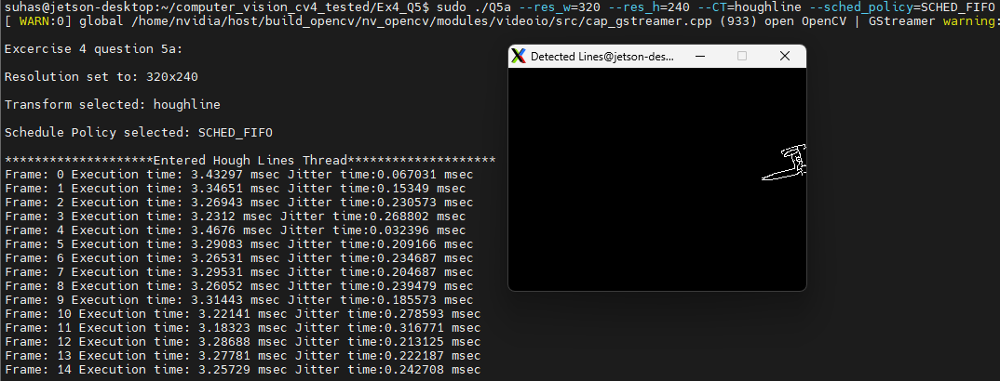 suhas@jetson-desktop:~/computer_vision_cv4_tested/Ex4_Q5$ sudo ./Q5a --res_w=320 --res_h=240 --CT=houghline --sched_policy=SCHED_FIFO
[ WARN:0] global /home/nvidia/host/build_opencv/nv_opencv/modules/videoio/src/cap_gstreamer.cpp (933) open OpenCV | GStreamer warning:
Excercise 4 question 5a:
Detected Lines@jetson-des...
Resolution set to: 320x240
Transform selected: houghline
Schedule Policy selected: SCHED_FIFO
********************Entered Hough Lines Thread********************
Frame: 0 Execution time: 3.43297 msec Jitter time:0.067031 msec
Frame: 1 Execution time: 3.34651 msec Jitter time:0.15349 msec
Frame: 2 Execution time: 3.26943 msec Jitter time:0.230573 msec
Frame: 3 Execution time: 3.2312 msec Jitter time:0.268802 msec
Frame: 4 Execution time: 3.4676 msec Jitter time:0.032396 msec
Frame: 5 Execution time: 3.29083 msec Jitter time:0.209166 msec
Frame: 6 Execution time: 3.26531 msec Jitter time:0.234687 msec
Frame: 7 Execution time: 3.29531 msec Jitter time:0.204687 msec
Frame: 8 Execution time: 3.26052 msec Jitter time:0.239479 msec
Frame: 9 Execution time: 3.31443 msec Jitter time:0.185573 msec
Frame: 10 Execution time: 3.22141 msec Jitter time:0.278593 msec
Frame: 11 Execution time: 3.18323 msec Jitter time:0.316771 msec
Frame: 12 Execution time: 3.28688 msec Jitter time:0.213125 msec
Frame: 13 Execution time: 3.27781 msec Jitter time:0.222187 msec
Frame: 14 Execution time: 3.25729 msec Jitter time:0.242708 msec